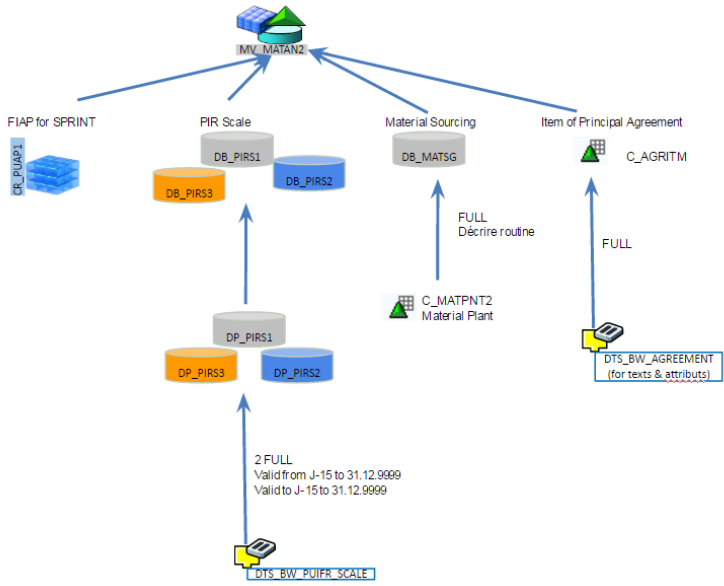 MV_MATAN2
FIAP for SPRINT
PIR Scale
Material Sourcing
Item of Principal Agreement
CR_PUAP1
DB_PIRS1
DB_PIRS3
DB_PIRS2
DB_MATSG
C_AGRITM
FULL
Décrire routine
FULL
C_MATPNT2
Material Plant
DP_PIRS1
DP_PIRS3
DP_PIRS2
DTS_BW_AGREEMENT
(for texts & attributs)
2 FULL
Valid from J-15 to 31.12.9999
Valid to J-15 to 31.12.9999
DTS_BW_PUIFR_SCALE